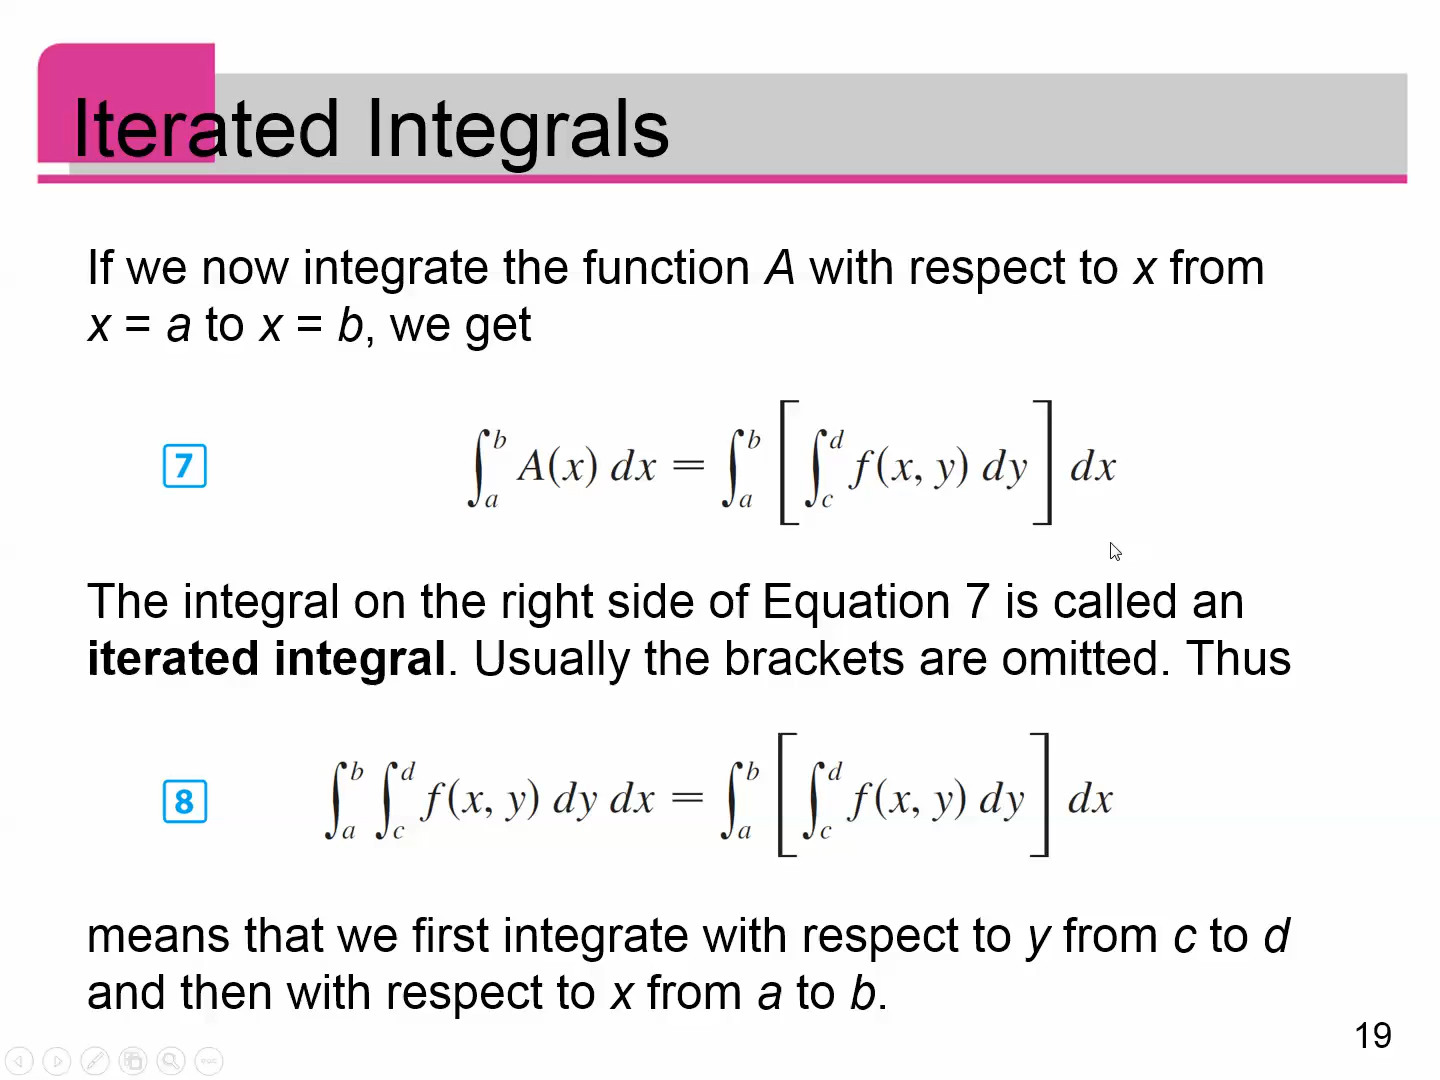 Iterated Integrals
If we now integrate the function A with respect to x from
x = a to x = b, we get
7 ∫_a^b A(x) dx = ∫_a^b [∫_c^d f(x, y) dy] dx
The integral on the right side of Equation 7 is called an
iterated integral. Usually the brackets are omitted. Thus
8 ∫_a^b ∫_c^d f(x, y) dy dx = ∫_a^b [∫_c^d f(x, y) dy] dx
means that we first integrate with respect to y from c to d
and then with respect to x from a to b.
19